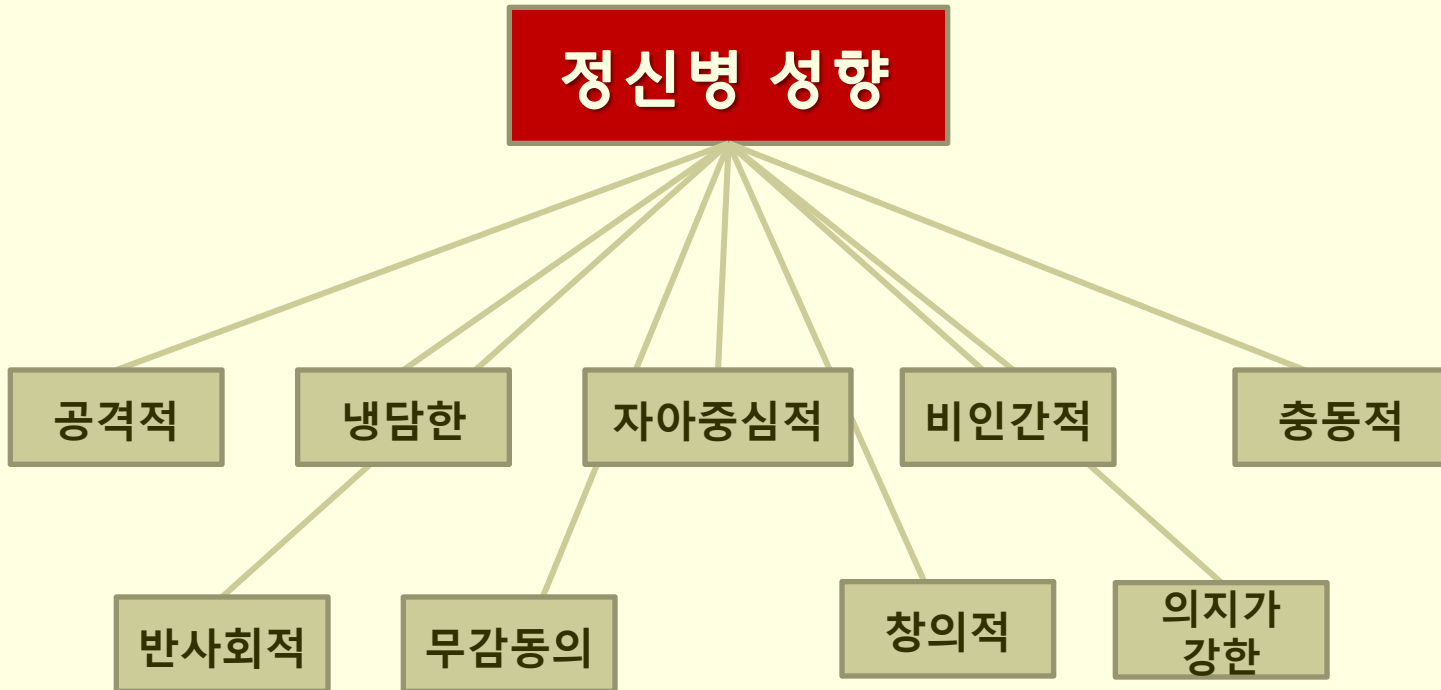 정신병 성향
공격적
냉담한
자아중심적
비인간적
충동적
반사회적
무감동의
창의적
의지가
강한